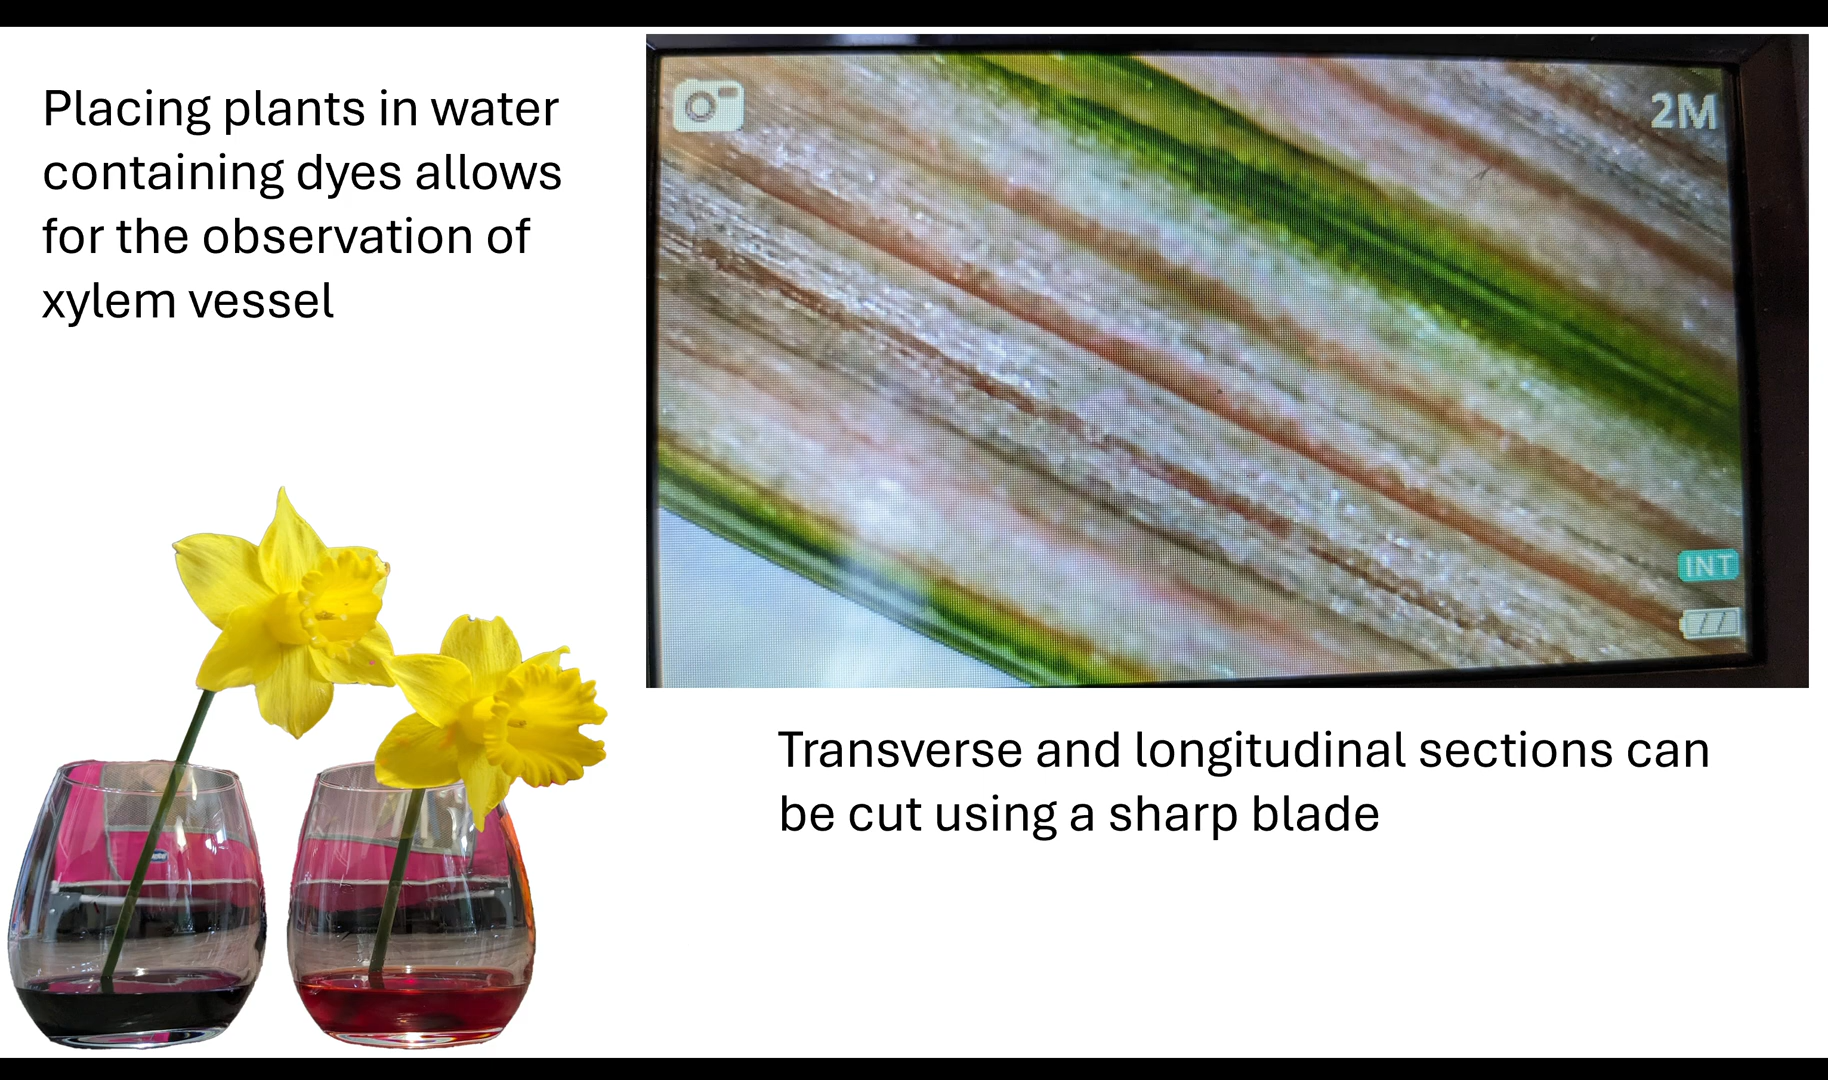 Placing plants in water
containing dyes allows
for the observation of
xylem vessel
2M
INT
Transverse and longitudinal sections can
be cut using a sharp blade